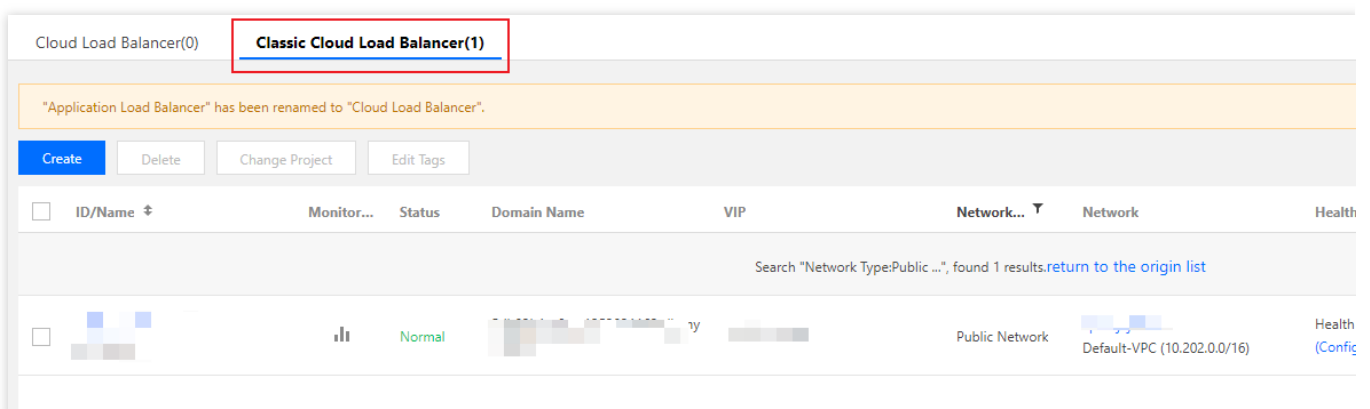 Cloud Load Balancer(0) Classic Cloud Load Balancer(1)
"Application Load Balancer" has been renamed to "Cloud Load Balancer".
Create Delete Change Project Edit Tags
ID/Name Monitor... Status Domain Name VIP Network... Network Health
Search "Network Type:Public ...", found 1 results.return to the origin list
Normal Public Network Health
Default-VPC (10.202.0.0/16) (Config